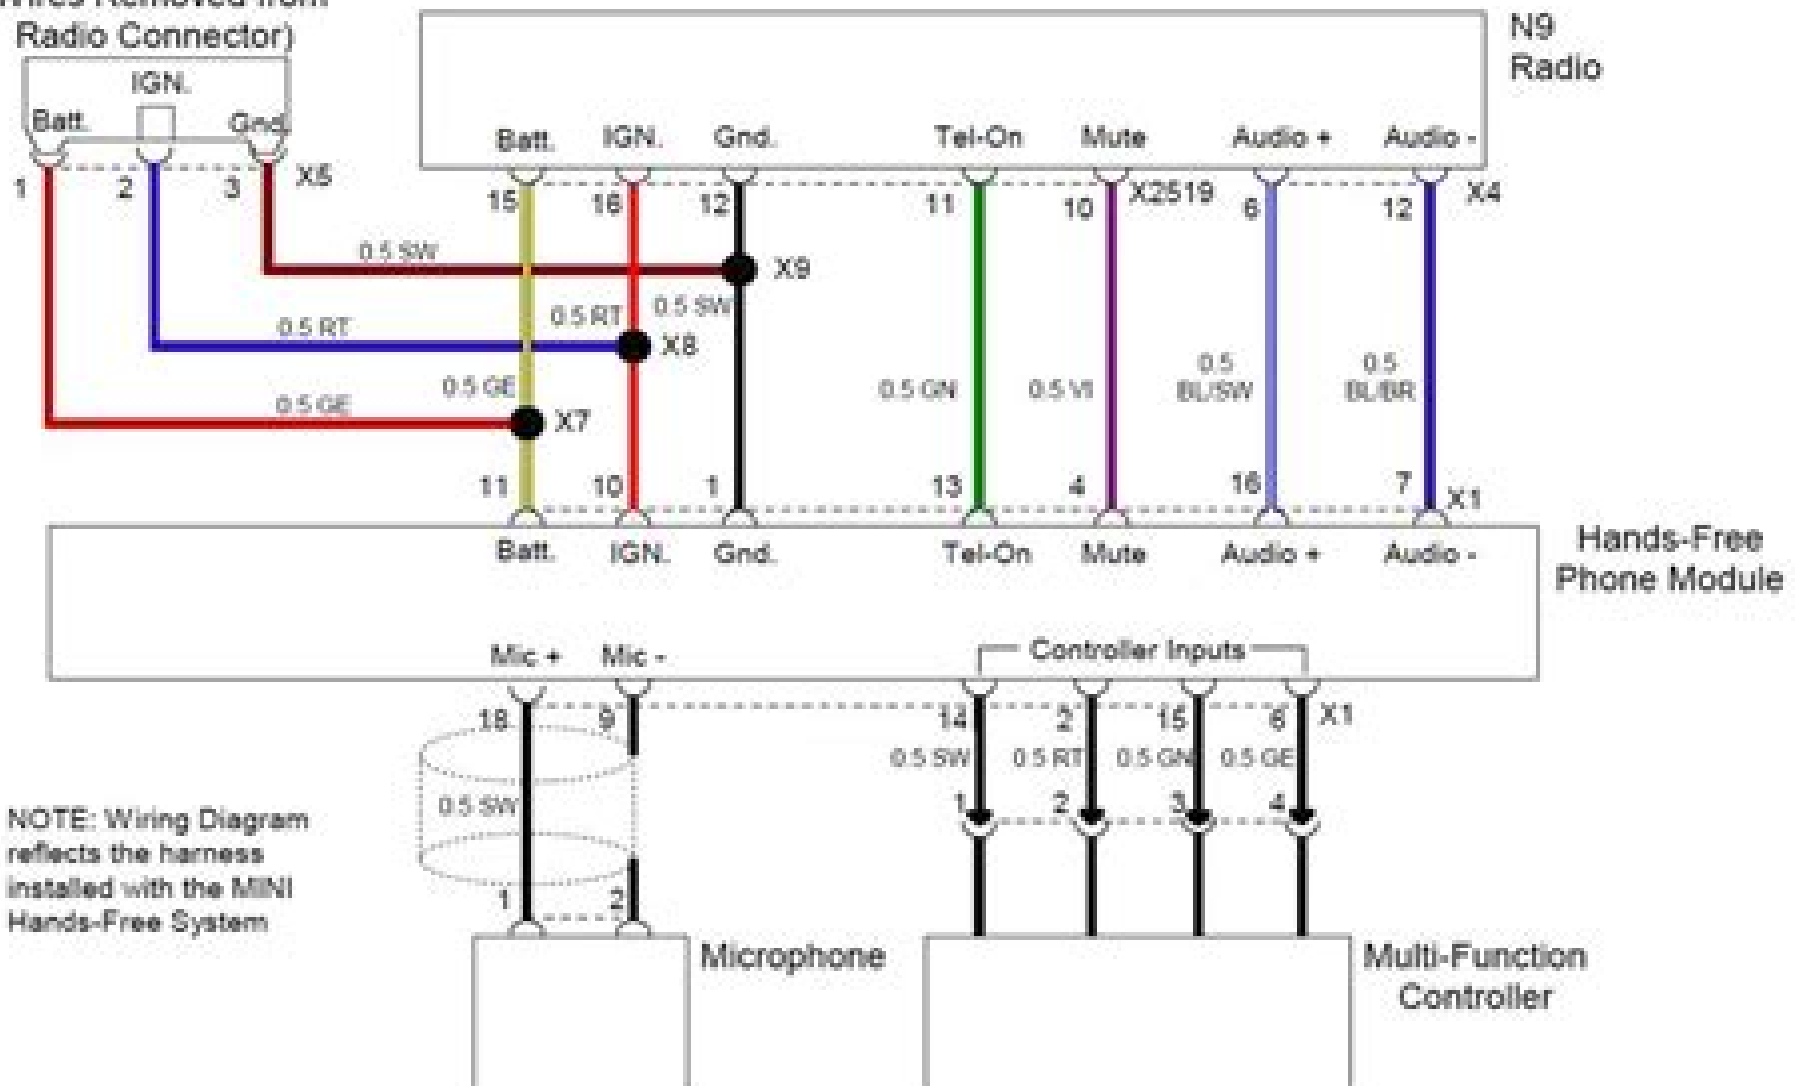 Wires Removed from
Radio Connector)
IGN.
Batt.
Gnd.
1
2
3
X5
N9
Radio
Batt.
IGN.
Gnd.
Tel-On
Mute
Audio +
Audio -
15
16
12
11
10
X2519
6
12
X4
0.5 SW
X9
0.5 RT
0.5 RT
0.5 SW
X8
0.5 GE
0.5 GE
X7
0.5 GN
0.5 VI
0.5
BL/SW
0.5
BL/BR
11
10
1
13
4
16
7
X1
Batt.
IGN.
Gnd.
Tel-On
Mute
Audio +
Audio -
Hands-Free
Phone Module
Mic +
Mic -
Controller Inputs
18
9
14
2
15
6
X1
0.5 SW
0.5 RT
0.5 GN
0.5 GE
0.5 SW
1
2
3
4
NOTE: Wiring Diagram
reflects the harness
installed with the MINI
Hands-Free System
1
2
Microphone
Multi-Function
Controller